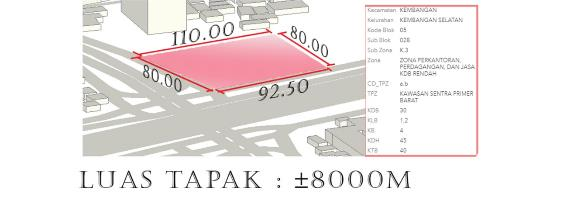 110.00
80.00
80.00
92.50
Kecamatan KEMBANGAN
Kelurahan KEMBANGAN SELATAN
Kode Blok 05
Sub Blok 02B
Sub Zona K.3
Zona ZONA PERKANTORAN,
PERDAGANGAN, DAN JASA
KDB RENDAH
CD_TPZ e.b
TPZ KAWASAN SENTRA PRIMER
BARAT
KDB 30
KLB 1,2
KB 4
KDH 45
KTB 40
LUAS TAPAK : ±8000M